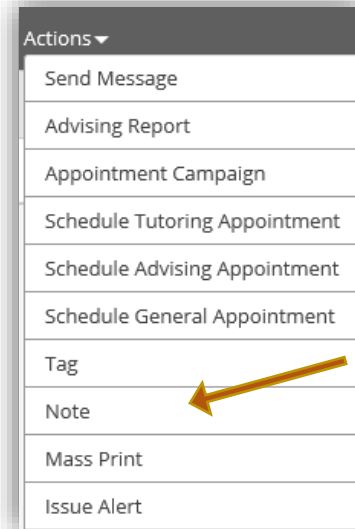 Actions
Send Message
Advising Report
Appointment Campaign
Schedule Tutoring Appointment
Schedule Advising Appointment
Schedule General Appointment
Tag
Note
Mass Print
Issue Alert